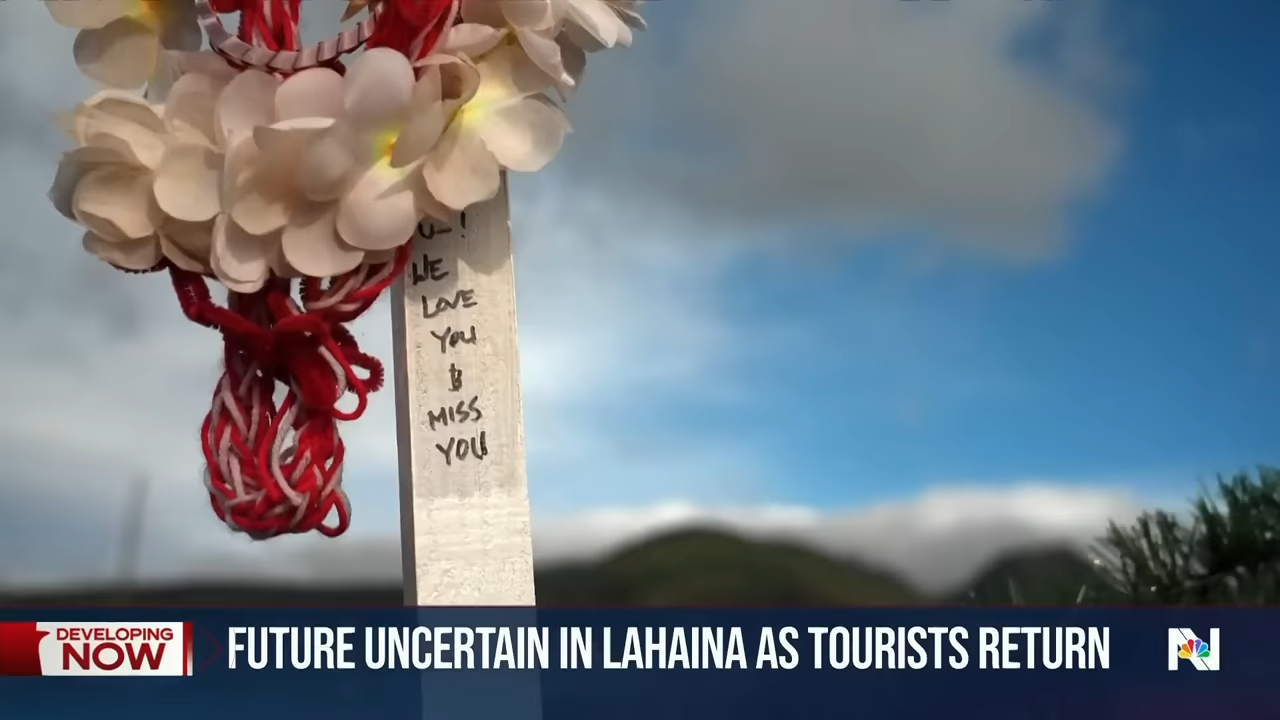 WE
LOVE
YOU
&
MISS
YOU
DEVELOPING
NOW
FUTURE UNCERTAIN IN LAHAINA AS TOURISTS RETURN